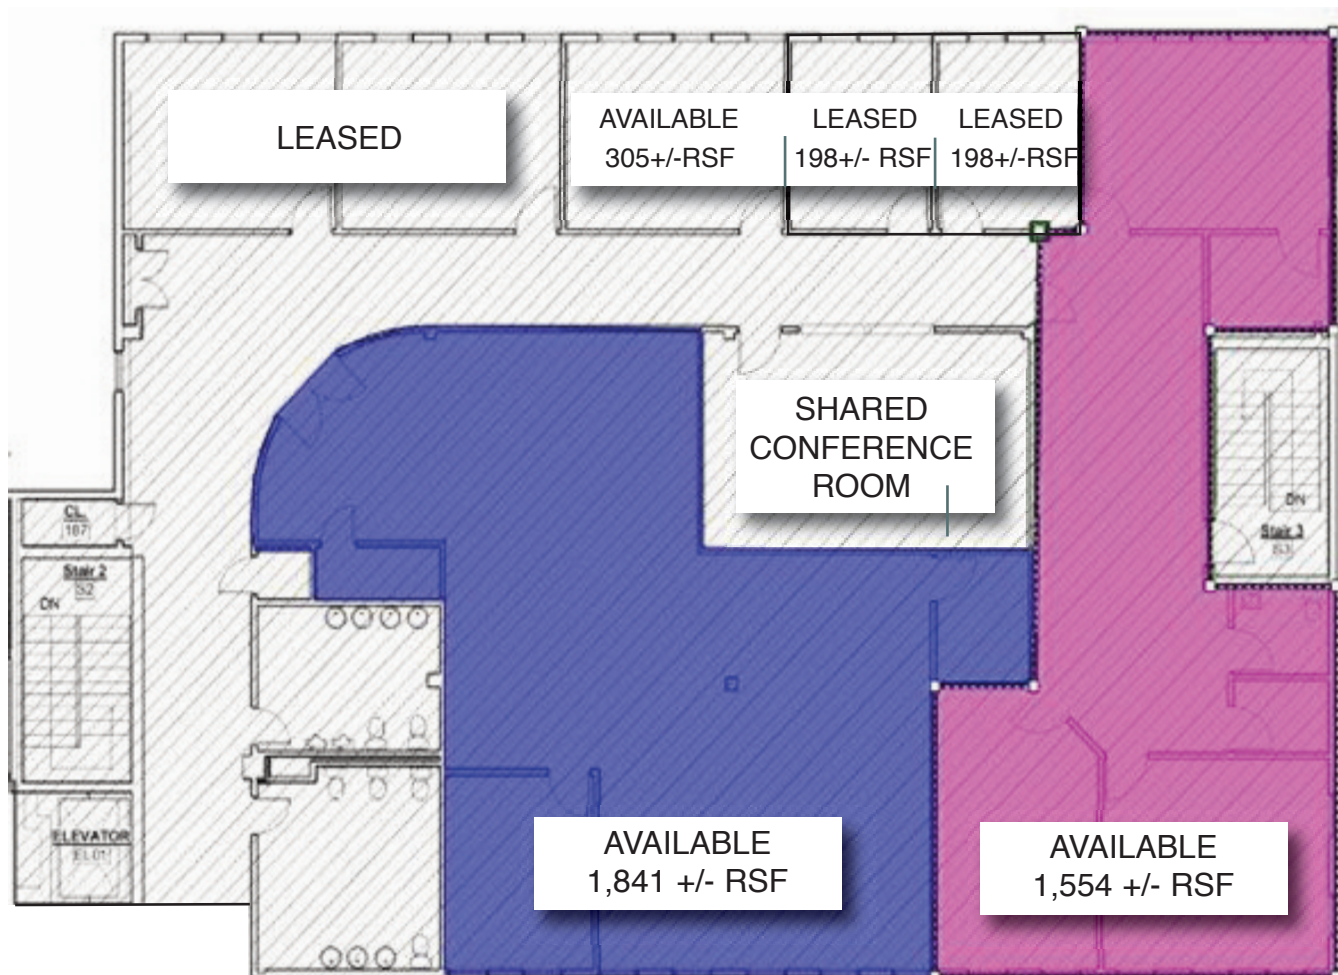 LEASED
AVAILABLE
305+/-RSF
LEASED
198+/- RSF
LEASED
198+/-RSF
SHARED
CONFERENCE
ROOM
CL.
187
Stair 2
S2
DN
DN
Stair 3
S3
ELEVATOR
EL01
AVAILABLE
1,841 +/- RSF
AVAILABLE
1,554 +/- RSF